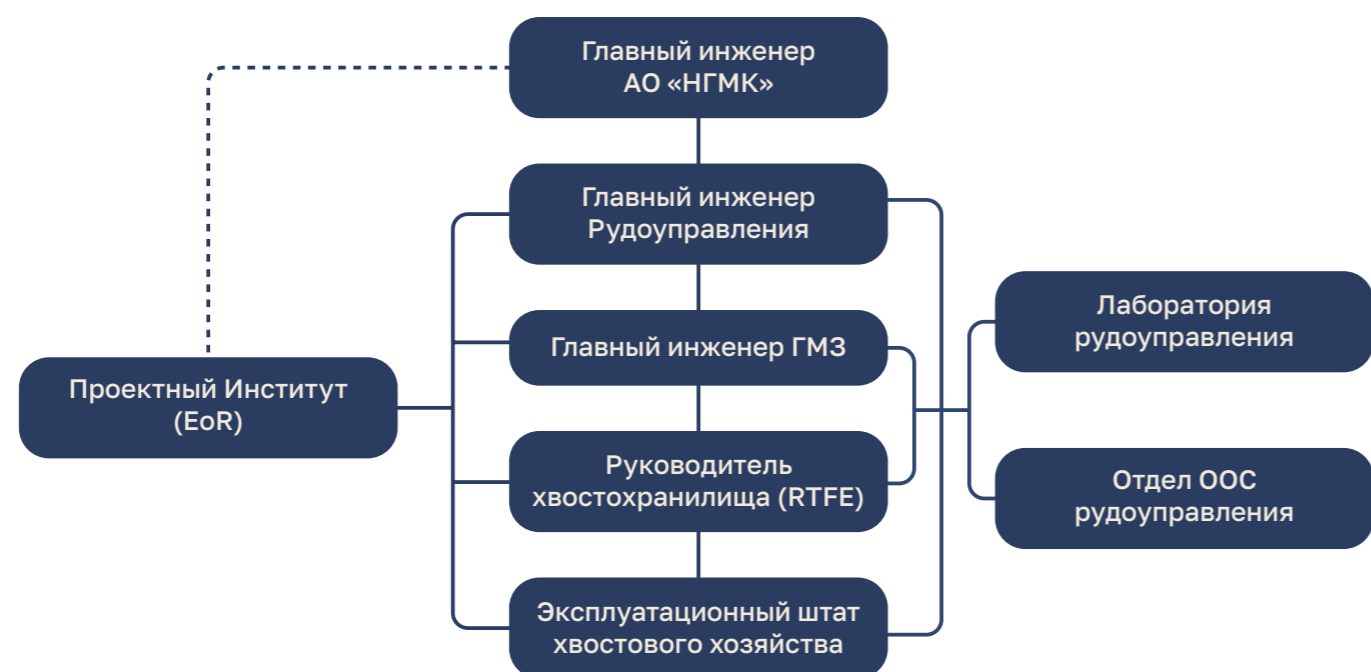 Главный инженер
АО «НГМК»
Главный инженер
Рудоуправления
Главный инженер ГМЗ
Руководитель
хвостохранилища (RTFE)
Эксплуатационный штат
хвостового хозяйства
Проектный Институт
(EoR)
Лаборатория
рудоуправления
Отдел ООС
рудоуправления